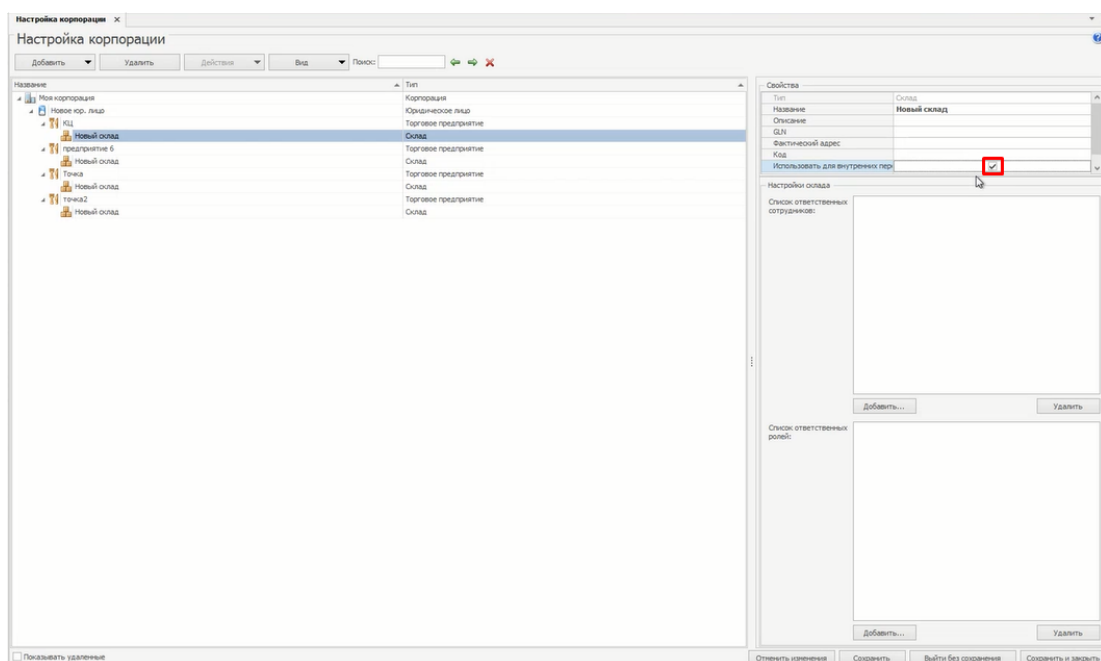 Настройка корпорации
Настройка корпорации
Добавить Удалить Действия Вид Поиск:
Название Тип
Моя корпорация Корпорация
Новое юр. лицо Юридическое лицо
КЦ Торговое предприятие
Новый склад Склад
предприятие 6 Торговое предприятие
Новый склад Склад
Точка Торговое предприятие
Новый склад Склад
точка2 Торговое предприятие
Новый склад Склад
Показывать удаленные
Свойства
Тип Склад
Название Новый склад
Описание
GLN
Фактический адрес
Код
Использовать для внутренних пер
Настройки склада
Список ответственных
сотрудников:
Добавить... Удалить
Список ответственных
ролей:
Добавить... Удалить
Отменить изменения Сохранить Выйти без сохранения Сохранить и закрыть